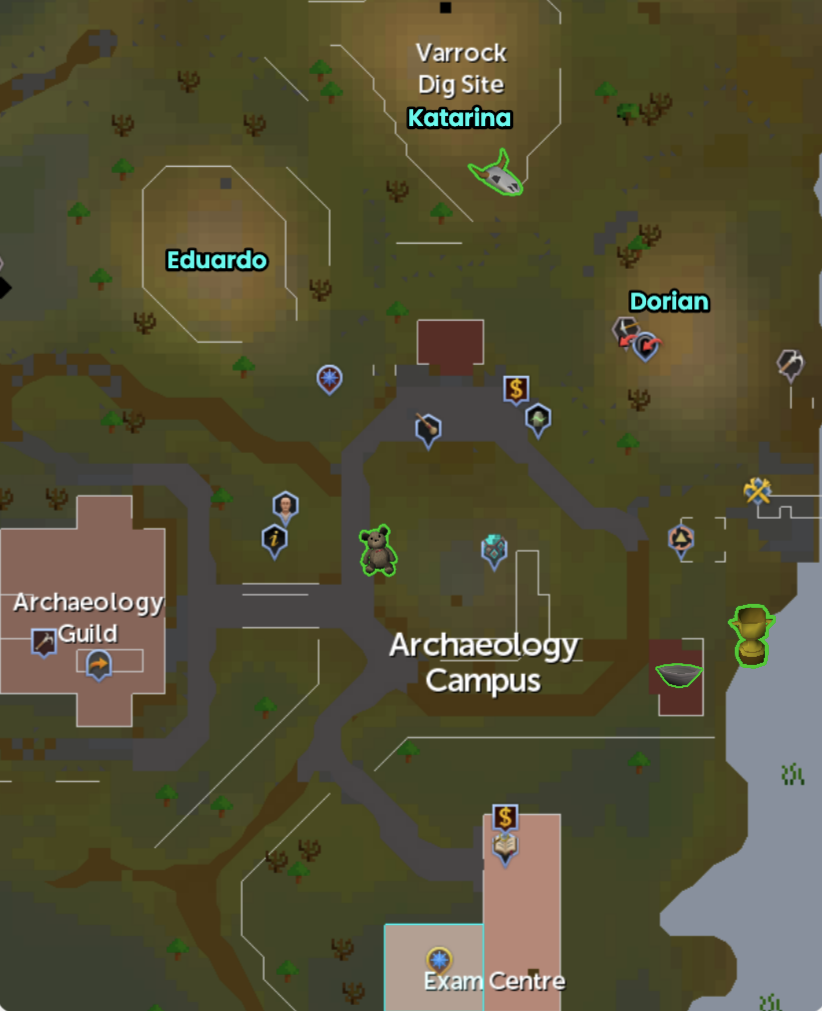 Varrock
Dig Site
Katarina
Eduardo
Dorian
$
i
Archaeology
Guild
Archaeology
Campus
$
Exam Centre